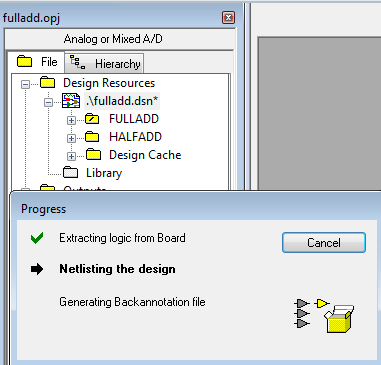 fulladd.opj
Analog or Mixed A/D
File
Hierarchy
Design Resources
.\fulladd.dsn*
FULLADD
HALFADD
Design Cache
Library
Outputs
Progress
Extracting logic from Board
Cancel
Netlisting the design
Generating Backannotation file